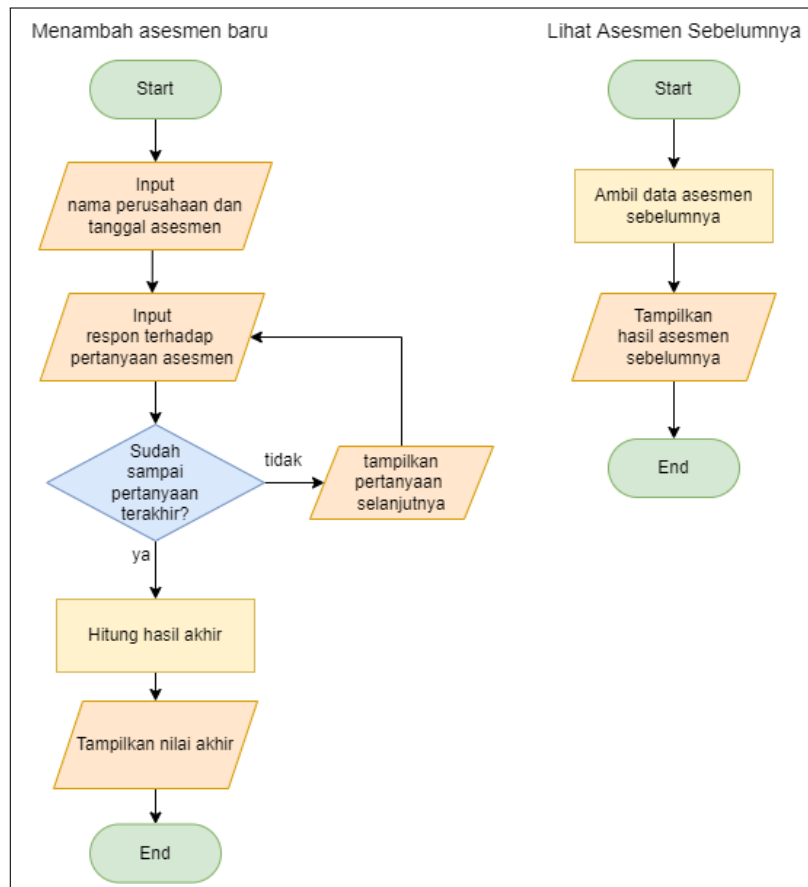 Menambah asesmen baru
Start
Input
nama perusahaan dan
tanggal asesmen
Input
respon terhadap
pertanyaan asesmen
Sudah
sampai
pertanyaan
terakhir?
tidak
tampilkan
pertanyaan
selanjutnya
ya
Hitung hasil akhir
Tampilkan nilai akhir
End
Lihat Asesmen Sebelumnya
Start
Ambil data asesmen
sebelumnya
Tampilkan
hasil asesmen
sebelumnya
End